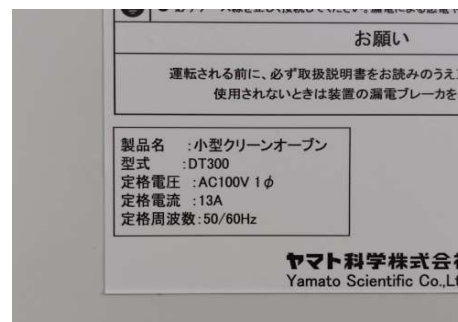 お願い
運転される前に、必ず取扱説明書をお読みのうえ
使用されないときは装置の漏電ブレーカを
製品名 :小型クリーンオーブン
型式 :DT300
定格電圧 :AC100V 1φ
定格電流 :13A
定格周波数:50/60Hz
ヤマト科学株式会
Yamato Scientific Co.,Lt